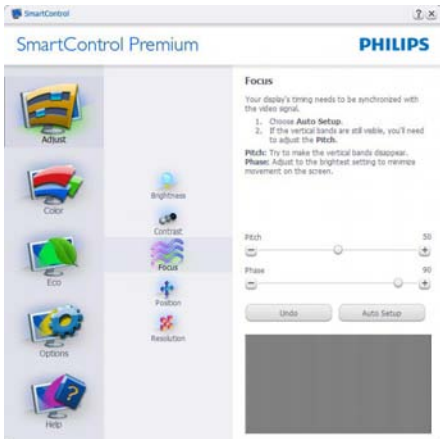 SmartControl
SmartControl Premium
PHILIPS
Adjust
Color
Eco
Options
Help
Brightness
Contrast
Focus
Position
Resolution
Focus
Your display's timing needs to be synchronized with
the video signal.
1. Choose Auto Setup.
2. If the vertical bands are still visible, you'll need
to adjust the Pitch.
Pitch: Try to make the vertical bands disappear.
Phase: Adjust to the brightest setting to minimize
movement on the screen.
Pitch 50
Phase 90
Undo Auto Setup